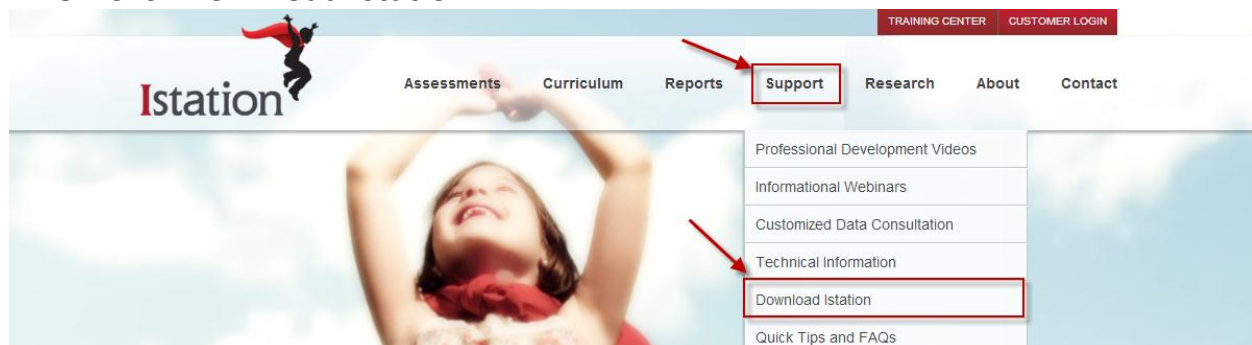 TRAINING CENTER CUSTOMER LOGIN
Istation
Assessments Curriculum Reports Support Research About Contact
Professional Development Videos
Informational Webinars
Customized Data Consultation
Technical Information
Download Istation
Quick Tips and FAQs